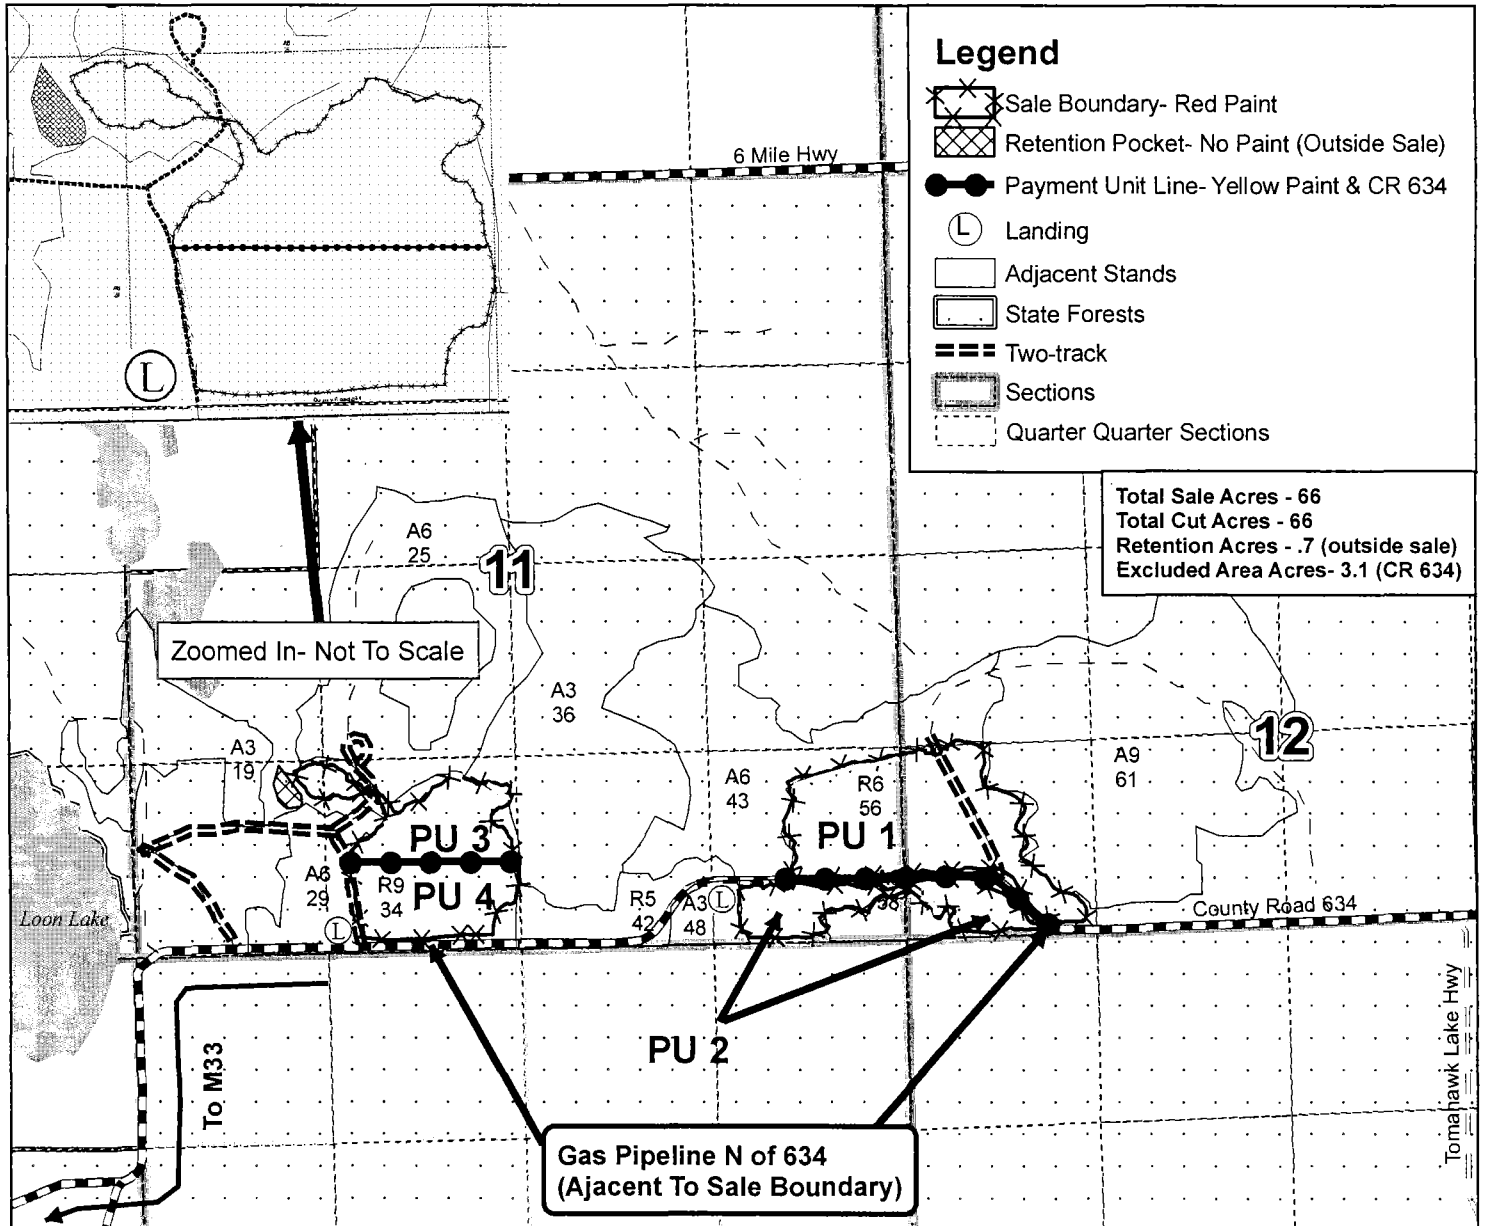 6 Mile Hwy
Legend
Sale Boundary- Red Paint
Retention Pocket- No Paint (Outside Sale)
Payment Unit Line- Yellow Paint & CR 634
L Landing
Adjacent Stands
State Forests
Two-track
Sections
Quarter Quarter Sections
Total Sale Acres - 66
Total Cut Acres - 66
Retention Acres - .7 (outside sale)
Excluded Area Acres- 3.1 (CR 634)
L
A6
25
11
Zoomed In- Not To Scale
A3
36
12
A3
19
A6
43
R6
56
A9
61
PU 3
PU 1
A6
29
R9
34
PU 4
R5
42
A3
48
L
58
Loon Lake
L
County Road 634
PU 2
To M33
Tomahawk Lake Hwy
Gas Pipeline N of 634
(Ajacent To Sale Boundary)